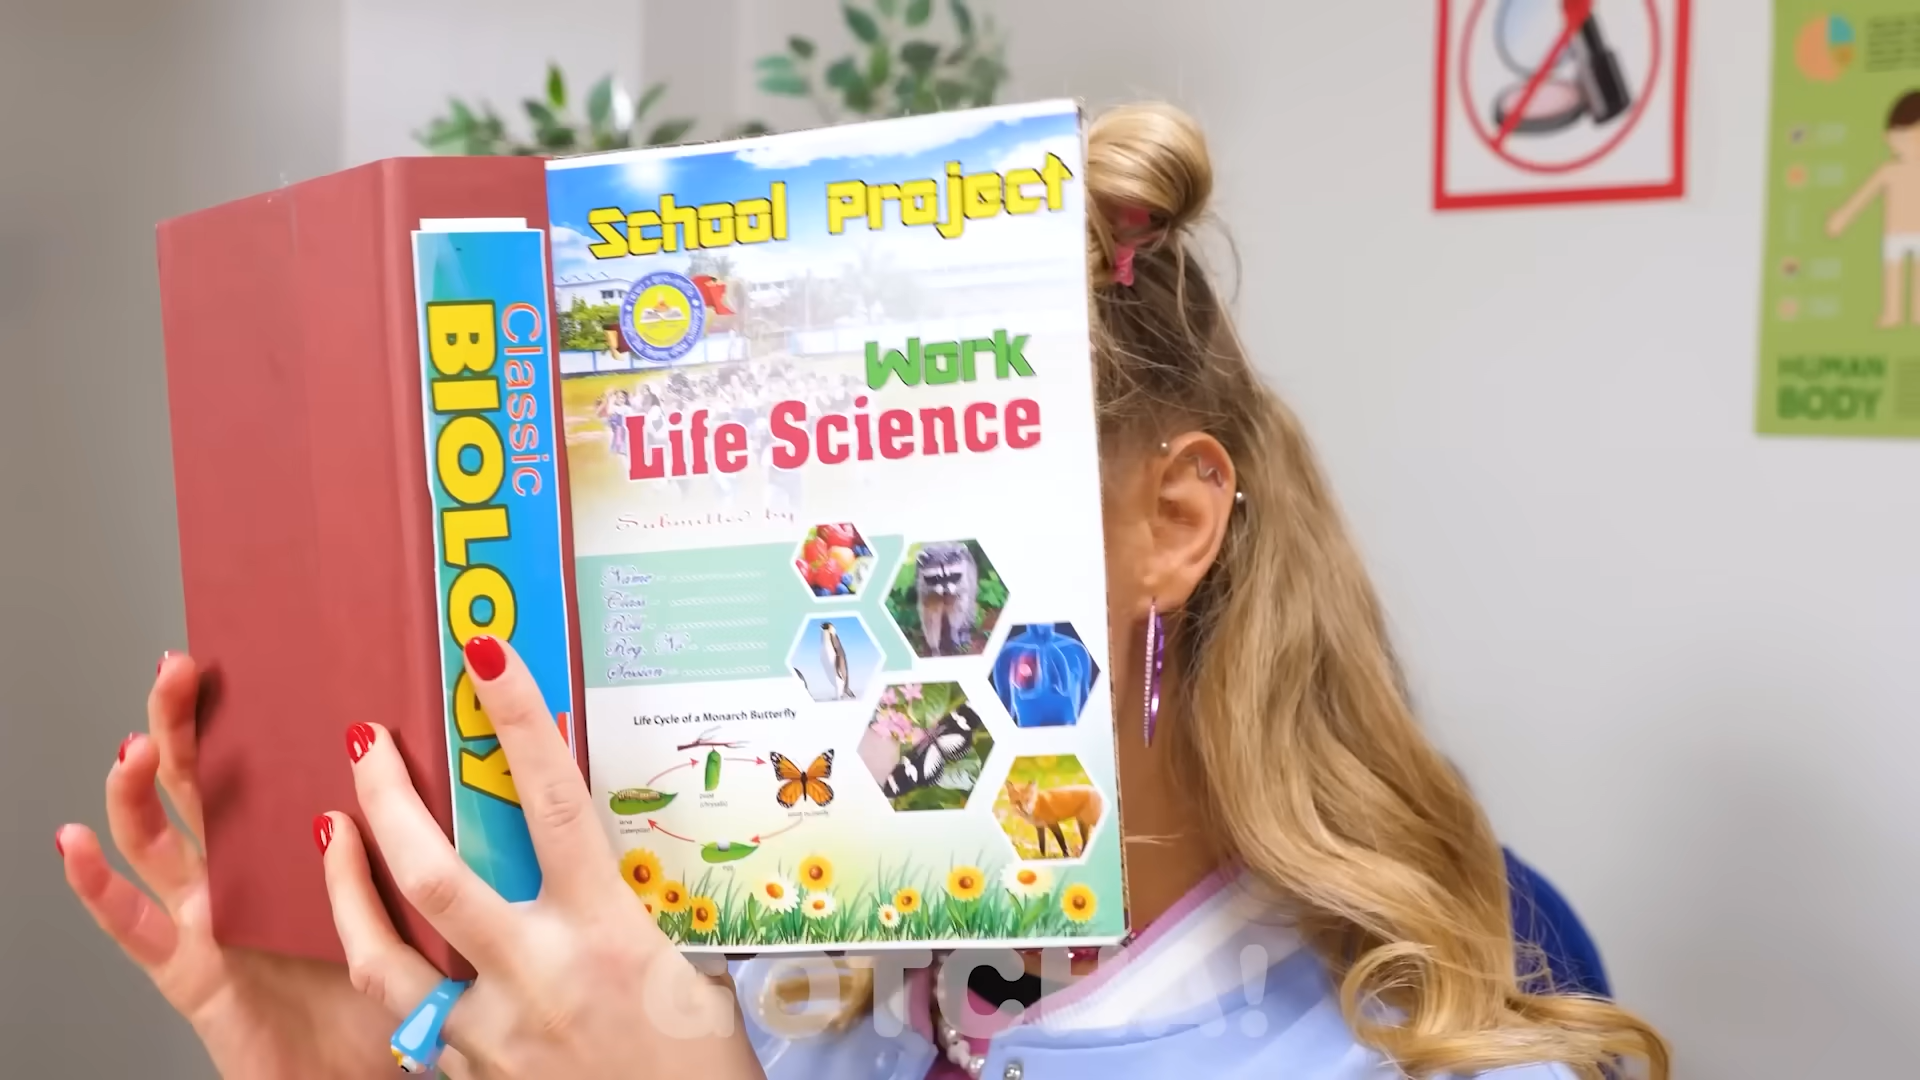 School Project
Work
Life Science
Submitted by
Name
Class
Roll
Reg. No
Session
Life Cycle of a Monarch Butterfly
Classic
BIOLOGY
HUMAN
BODY
GOTCHA!